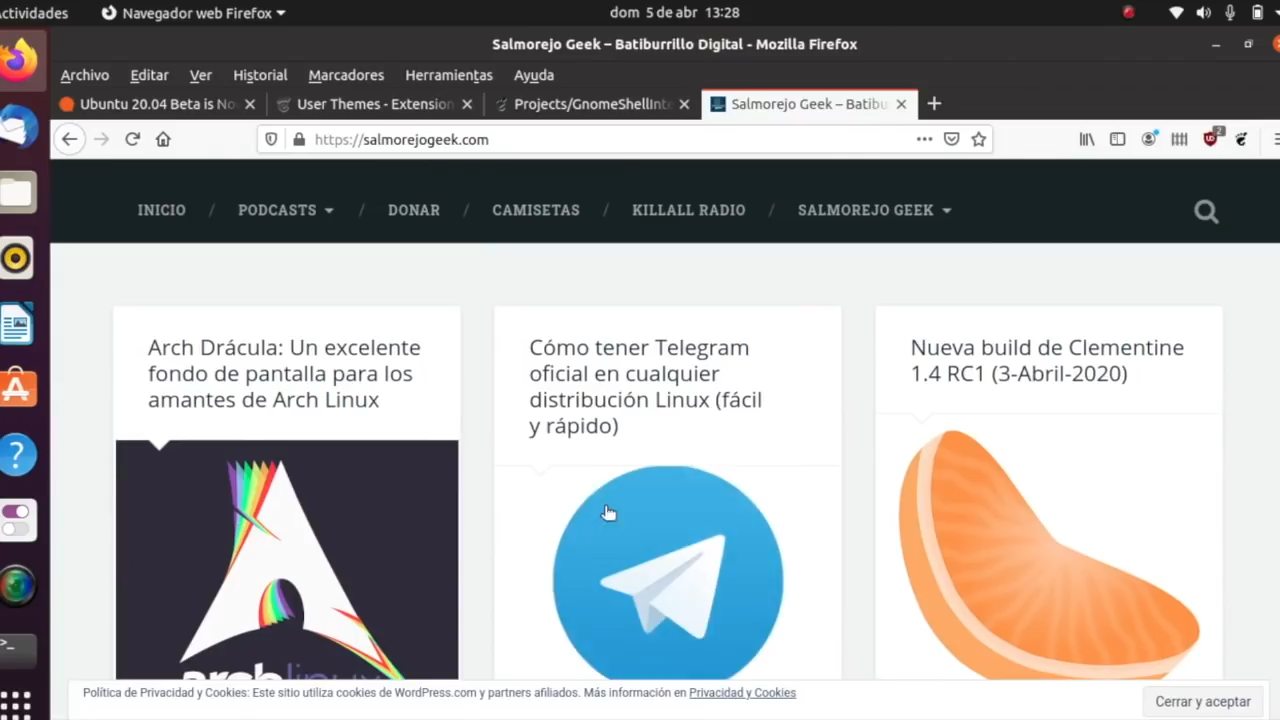 Actividades
Navegador web Firefox
dom 5 de abr 13:28
Salmorejo Geek – Batiburrillo Digital - Mozilla Firefox
Archivo Editar Ver Historial Marcadores Herramientas Ayuda
Ubuntu 20.04 Beta is No
User Themes - Extension
Projects/GnomeShellInte
Salmorejo Geek – Batibu
https://salmorejogeek.com
2
INICIO / PODCASTS / DONAR / CAMISETAS / KILLALL RADIO / SALMOREJO GEEK
Arch Drácula: Un excelente
fondo de pantalla para los
amantes de Arch Linux
Cómo tener Telegram
oficial en cualquier
distribución Linux (fácil
y rápido)
Nueva build de Clementine
1.4 RC1 (3-Abril-2020)
archlinux
Política de Privacidad y Cookies: Este sitio utiliza cookies de WordPress.com y partners afiliados. Más información en Privacidad y Cookies
Cerrar y aceptar